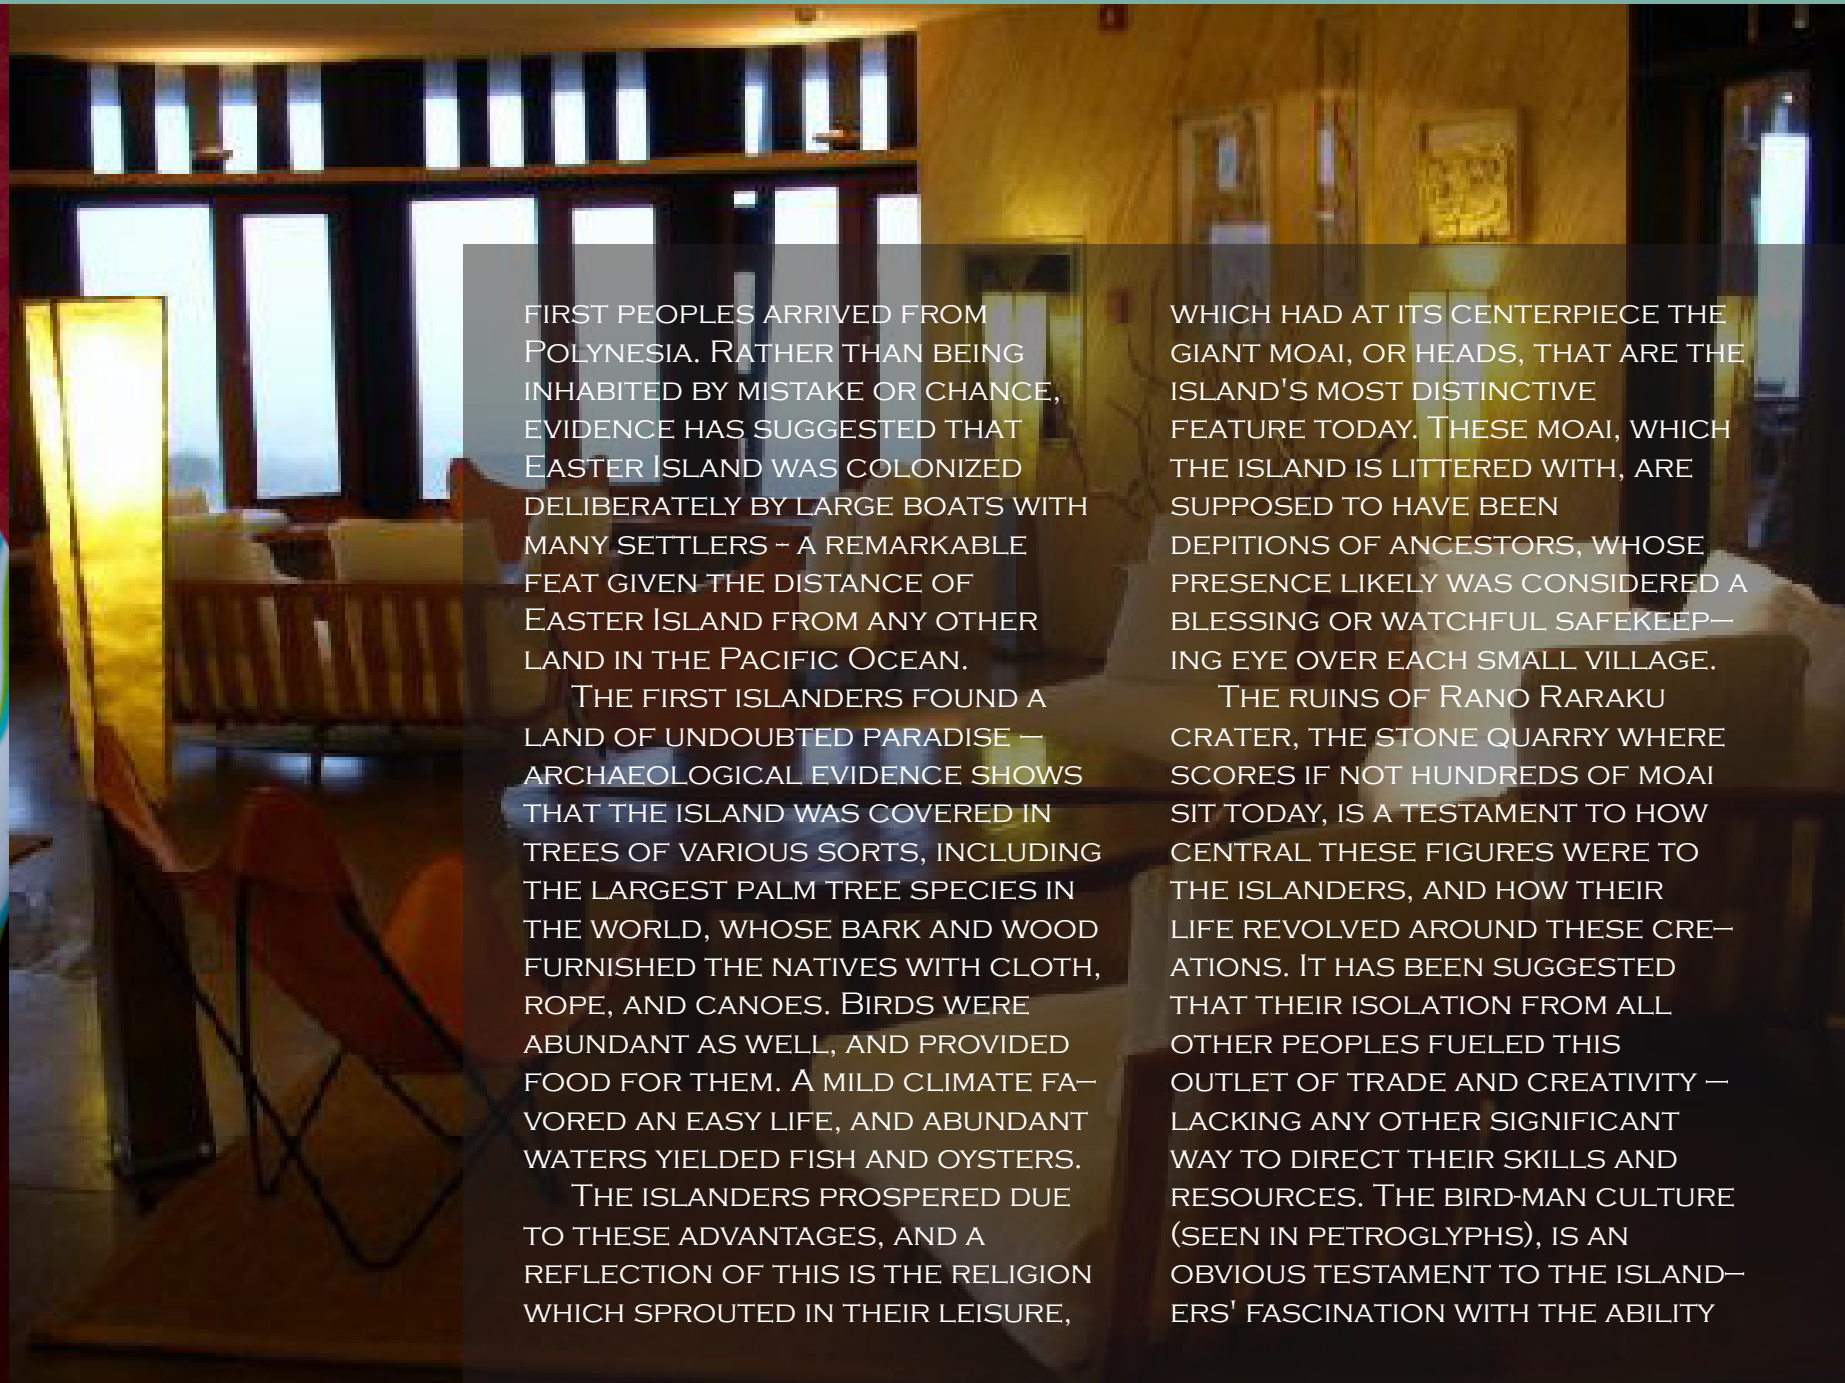 first peoples arrived from
Polynesia. Rather than being
inhabited by mistake or chance,
evidence has suggested that
Easter Island was colonized
deliberately by large boats with
many settlers – a remarkable
feat given the distance of
Easter Island from any other
land in the Pacific Ocean.
The first islanders found a
land of undoubted paradise –
archaeological evidence shows
that the island was covered in
trees of various sorts, including
the largest palm tree species in
the world, whose bark and wood
furnished the natives with cloth,
rope, and canoes. Birds were
abundant as well, and provided
food for them. A mild climate fa-
vored an easy life, and abundant
waters yielded fish and oysters.
The islanders prospered due
to these advantages, and a
reflection of this is the religion
which sprouted in their leisure,
which had at its centerpiece the
giant moai, or heads, that are the
island's most distinctive
feature today. These moai, which
the island is littered with, are
supposed to have been
depitions of ancestors, whose
presence likely was considered a
blessing or watchful safekeep-
ing eye over each small village.
The ruins of Rano Raraku
crater, the stone quarry where
scores if not hundreds of moai
sit today, is a testament to how
central these figures were to
the islanders, and how their
life revolved around these cre-
ations. It has been suggested
that their isolation from all
other peoples fueled this
outlet of trade and creativity –
lacking any other significant
way to direct their skills and
resources. The bird-man culture
(seen in petroglyphs), is an
obvious testament to the island-
ers' fascination with the ability